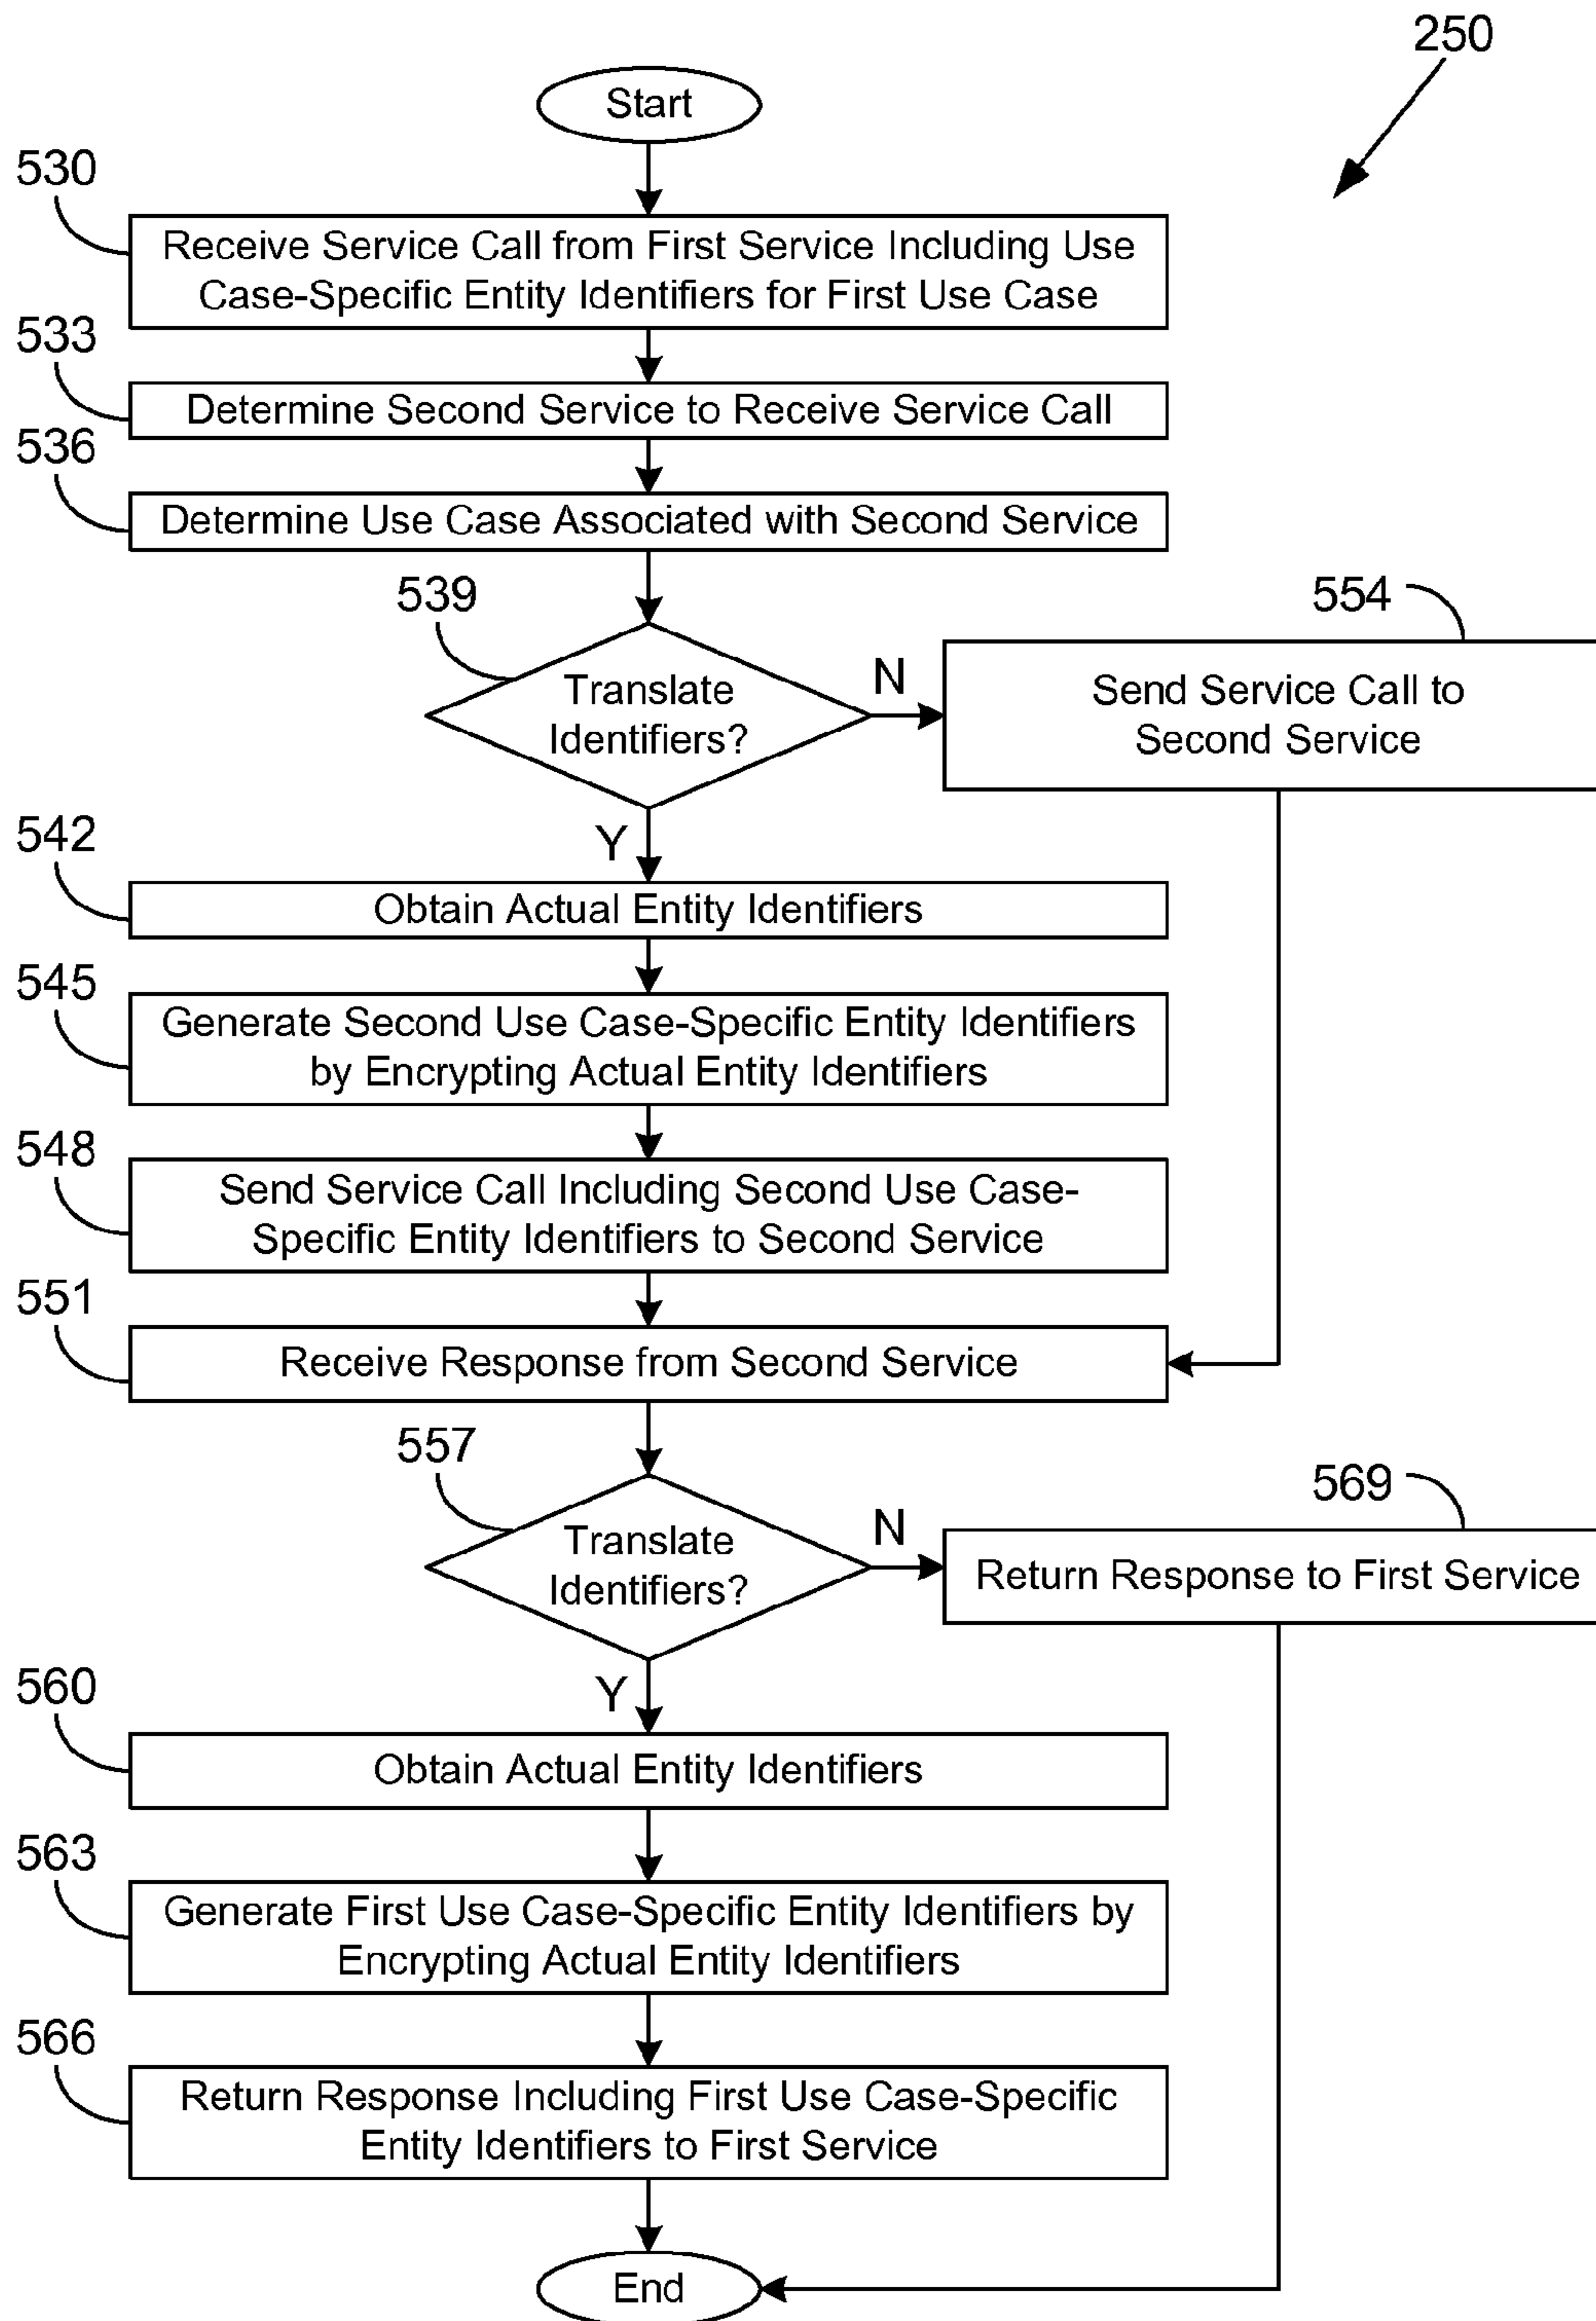 250
Start
530
Receive Service Call from First Service Including Use
Case-Specific Entity Identifiers for First Use Case
533
Determine Second Service to Receive Service Call
536
Determine Use Case Associated with Second Service
539
Translate
Identifiers?
N
554
Send Service Call to
Second Service
Y
542
Obtain Actual Entity Identifiers
545
Generate Second Use Case-Specific Entity Identifiers
by Encrypting Actual Entity Identifiers
548
Send Service Call Including Second Use Case-
Specific Entity Identifiers to Second Service
551
Receive Response from Second Service
557
Translate
Identifiers?
N
569
Return Response to First Service
Y
560
Obtain Actual Entity Identifiers
563
Generate First Use Case-Specific Entity Identifiers by
Encrypting Actual Entity Identifiers
566
Return Response Including First Use Case-Specific
Entity Identifiers to First Service
End